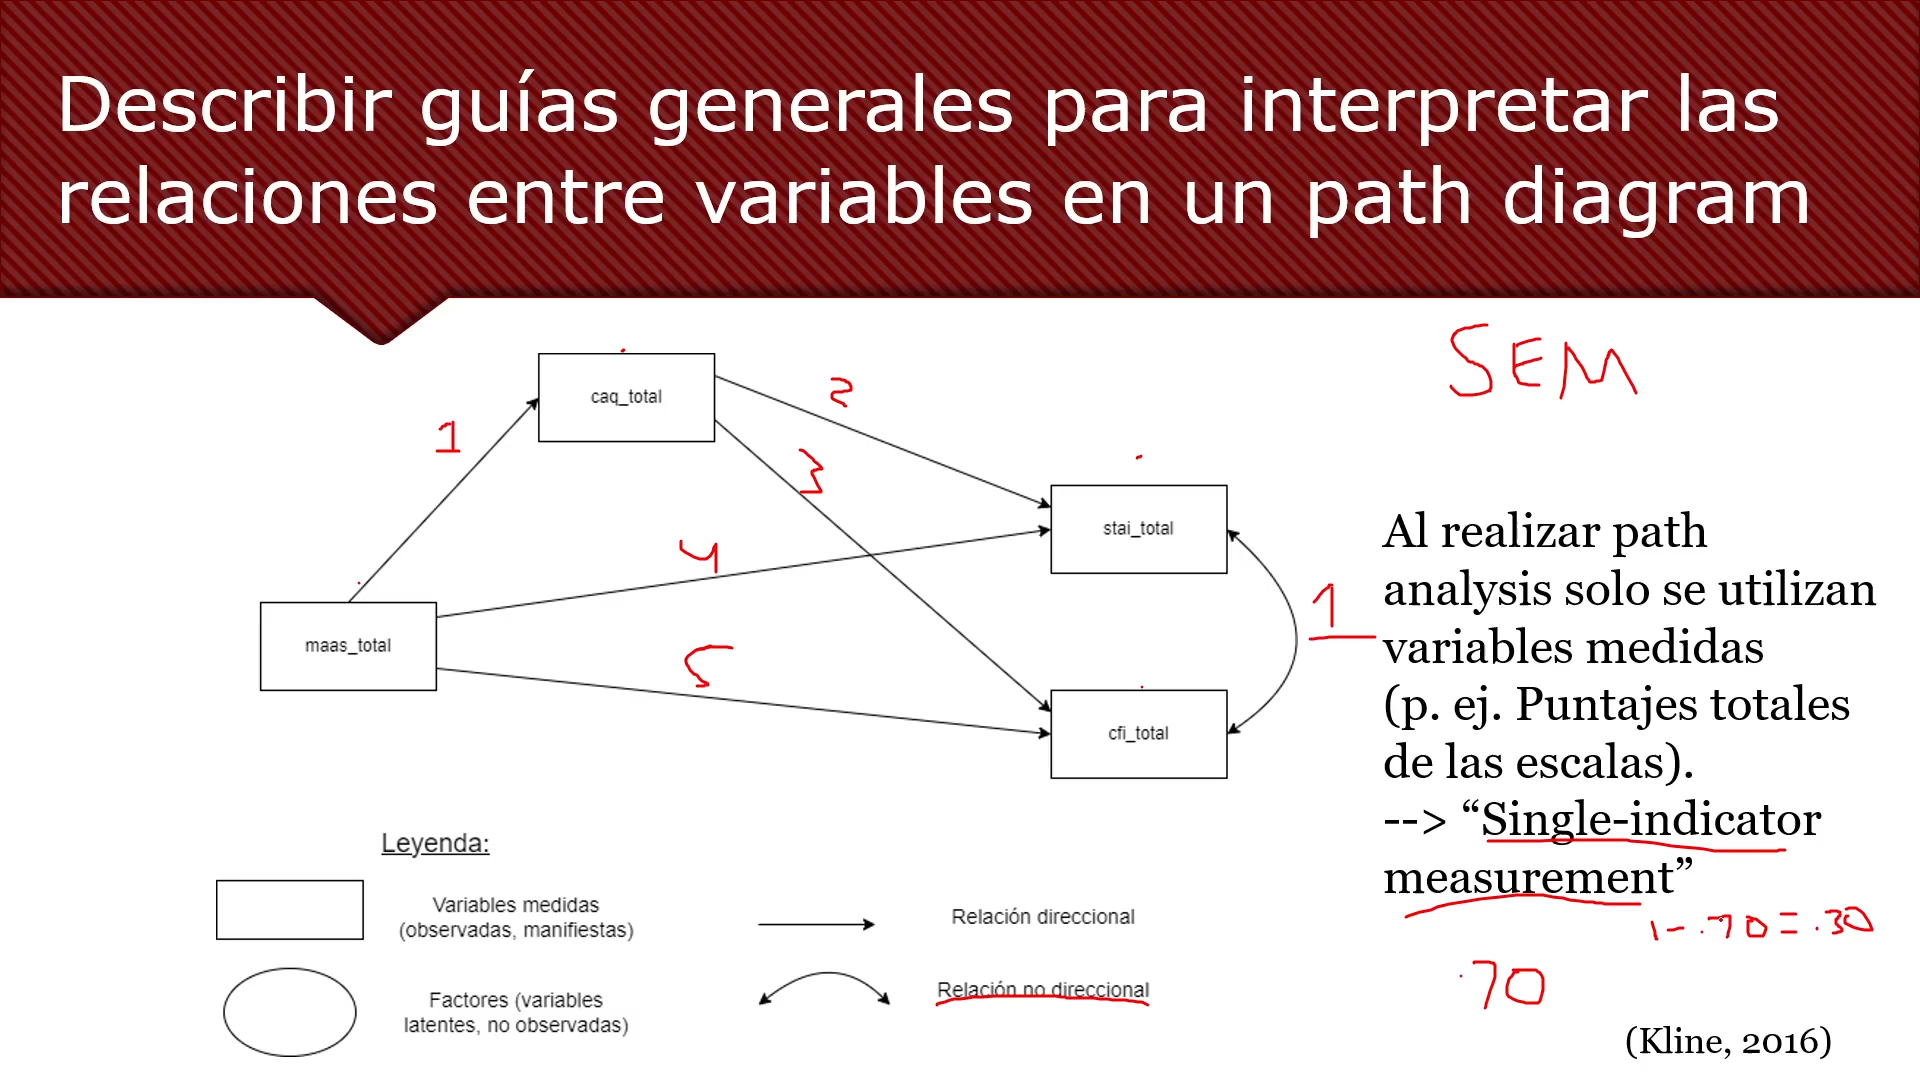 Describir guías generales para interpretar las
relaciones entre variables en un path diagram
SEM
caq_total
1
2
3
stai_total
4
1
maas_total
5
cfi_total
Al realizar path
analysis solo se utilizan
variables medidas
(p. ej. Puntajes totales
de las escalas).
--> “Single-indicator
measurement”
1-.70=.30
.70
Leyenda:
Variables medidas
(observadas, manifiestas)
Relación direccional
Factores (variables
latentes, no observadas)
Relación no direccional
(Kline, 2016)